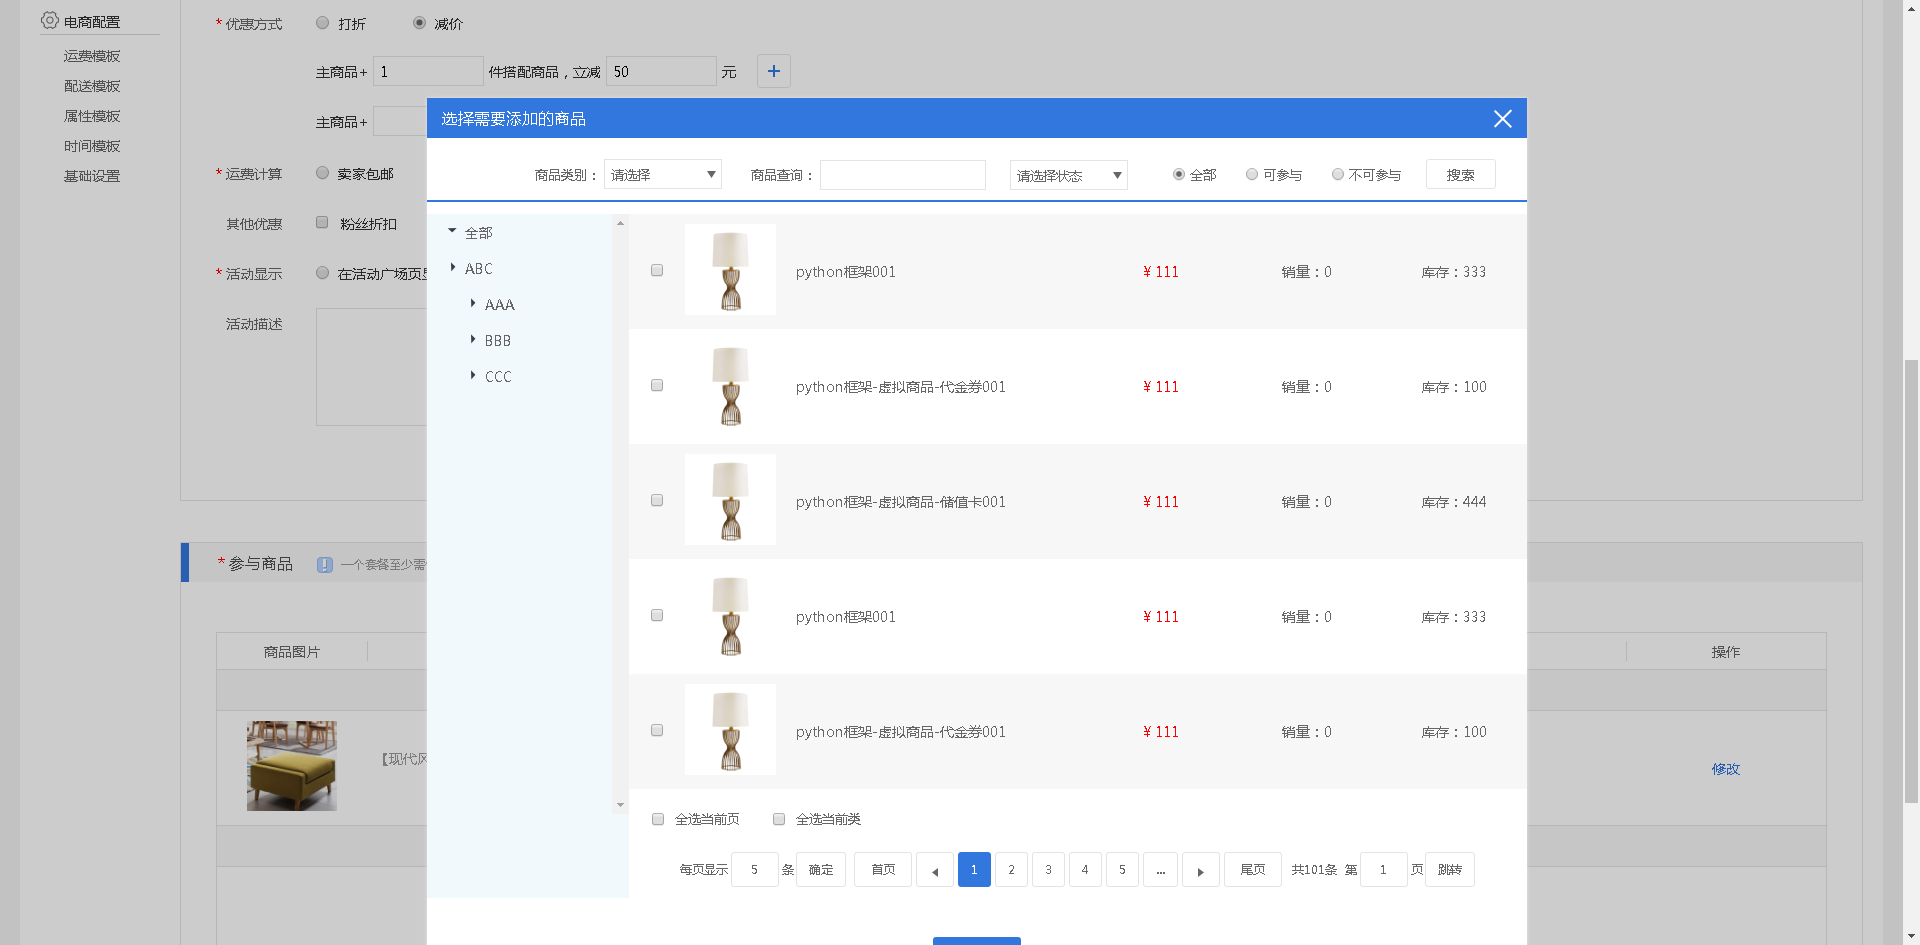 电商配置
运费模板
配送模板
属性模板
时间模板
基础设置
* 优惠方式 打折 减价
主商品+ 1 件搭配商品，立减 50 元 +
主商品+
* 运费计算 卖家包邮
其他优惠 粉丝折扣
* 活动显示 在活动广场页
活动描述
* 参与商品 一个套餐至少需
商品图片 操作
【现代风 修改
选择需要添加的商品
商品类别： 请选择 商品查询： 请选择状态 全部 可参与 不可参与 搜索
全部
ABC
AAA
BBB
CCC
python框架001 ¥ 111 销量：0 库存：333
python框架-虚拟商品-代金券001 ¥ 111 销量：0 库存：100
python框架-虚拟商品-储值卡001 ¥ 111 销量：0 库存：444
python框架001 ¥ 111 销量：0 库存：333
python框架-虚拟商品-代金券001 ¥ 111 销量：0 库存：100
全选当前页 全选当前类
每页显示 5 条 确定 首页 1 2 3 4 5 ... 尾页 共101条 第 1 页 跳转